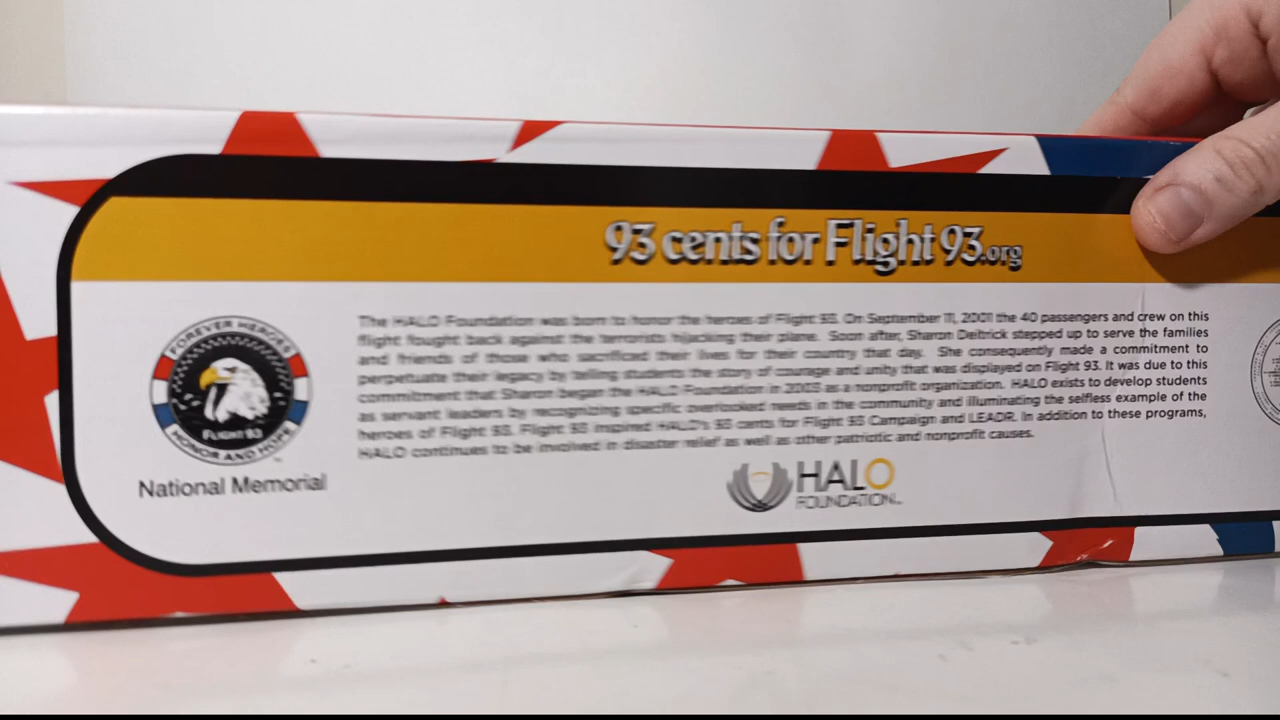 93 cents for Flight 93.org
FOREVER HEROES
FLIGHT 93
HONOR AND HOPE
National Memorial
The HALO Foundation was born to honor the heroes of Flight 93. On September 11, 2001 the 40 passengers and crew on this
flight fought back against the terrorists hijacking their plane. Soon after, Sharon Deitrick stepped up to serve the families
and friends of those who sacrificed their lives for their country that day. She consequently made a commitment to
perpetuate their legacy by telling students the story of courage and unity that was displayed on Flight 93. It was due to this
commitment that Sharon began the HALO Foundation in as a nonprofit organization. HALO exists to develop students
as servant leaders by recognizing specific overlooked needs in the community and illuminating the selfless example of the
heroes of Flight 93. Flight 93 inspired HALO's 93 cents for Flight 93 Campaign and LEADR. In addition to these programs,
HALO continues to be involved in disaster relief as well as other patriotic and nonprofit causes.
HALO
FOUNDATION